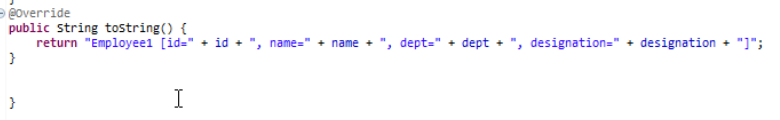 }
@Override
public String toString() {
return "Employee1 [id=" + id + ", name=" + name + ", dept=" + dept + ", designation=" + designation + "]";
}
}